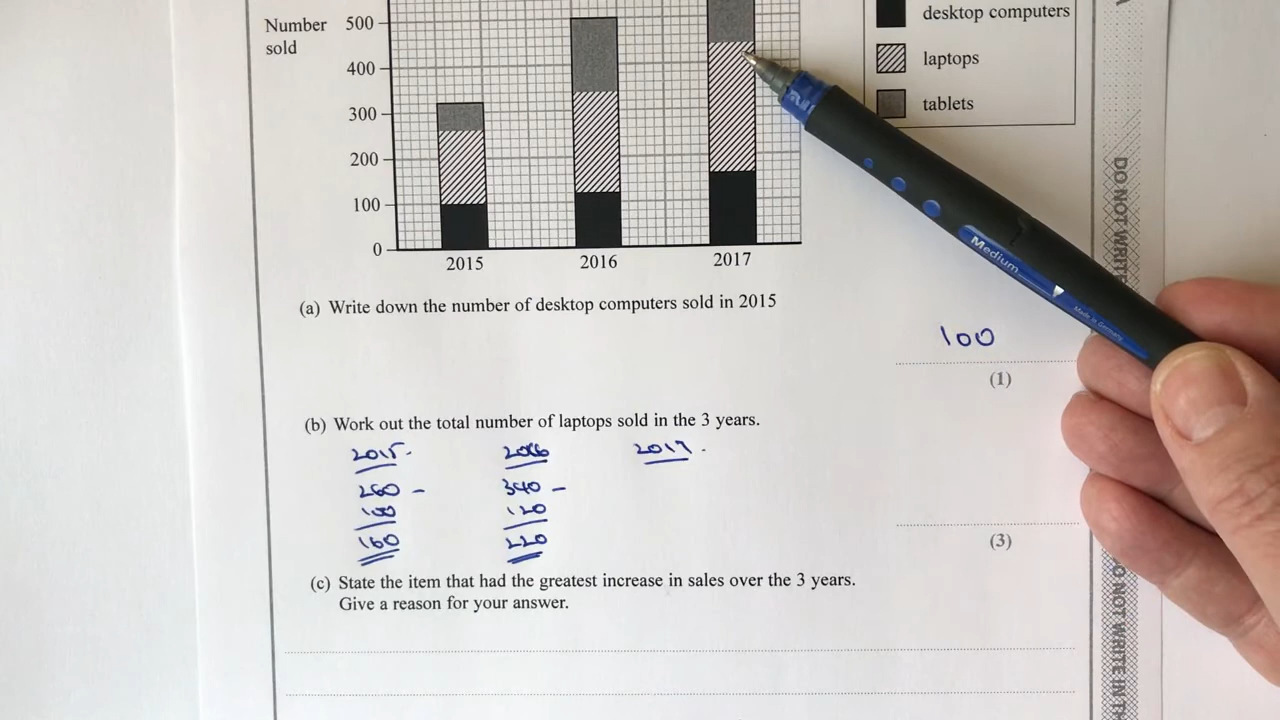 Number
sold
500
400
300
200
100
0
2015 2016 2017
desktop computers
laptops
tablets
(a) Write down the number of desktop computers sold in 2015
100
(1)
(b) Work out the total number of laptops sold in the 3 years.
2015. 2016 2017.
260 - 340 -
100 120
160 220
(3)
(c) State the item that had the greatest increase in sales over the 3 years.
Give a reason for your answer.
DO NOT WRITE
DO NOT WRITE IN TH
Medium
Made in Germany